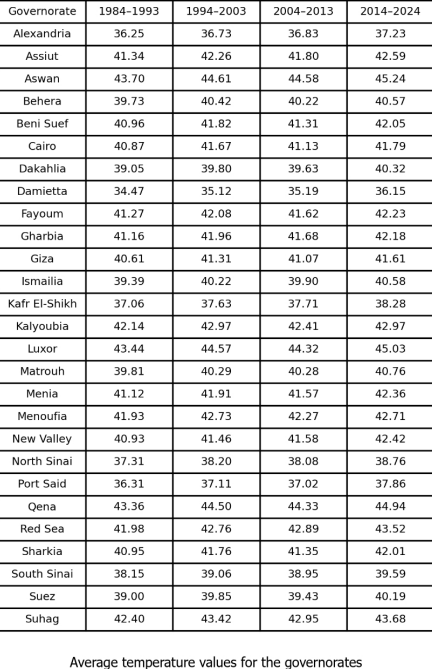 Governorate 1984–1993 1994–2003 2004–2013 2014–2024
Alexandria 36.25 36.73 36.83 37.23
Assiut 41.34 42.26 41.80 42.59
Aswan 43.70 44.61 44.58 45.24
Behera 39.73 40.42 40.22 40.57
Beni Suef 40.96 41.82 41.31 42.05
Cairo 40.87 41.67 41.13 41.79
Dakahlia 39.05 39.80 39.63 40.32
Damietta 34.47 35.12 35.19 36.15
Fayoum 41.27 42.08 41.62 42.23
Gharbia 41.16 41.96 41.68 42.18
Giza 40.61 41.31 41.07 41.61
Ismailia 39.39 40.22 39.90 40.58
Kafr El-Shikh 37.06 37.63 37.71 38.28
Kalyoubia 42.14 42.97 42.41 42.97
Luxor 43.44 44.57 44.32 45.03
Matrouh 39.81 40.29 40.28 40.76
Menia 41.12 41.91 41.57 42.36
Menoufia 41.93 42.73 42.27 42.71
New Valley 40.93 41.46 41.58 42.42
North Sinai 37.31 38.20 38.08 38.76
Port Said 36.31 37.11 37.02 37.86
Qena 43.36 44.50 44.33 44.94
Red Sea 41.98 42.76 42.89 43.52
Sharkia 40.95 41.76 41.35 42.01
South Sinai 38.15 39.06 38.95 39.59
Suez 39.00 39.85 39.43 40.19
Suhag 42.40 43.42 42.95 43.68
Average temperature values for the governorates